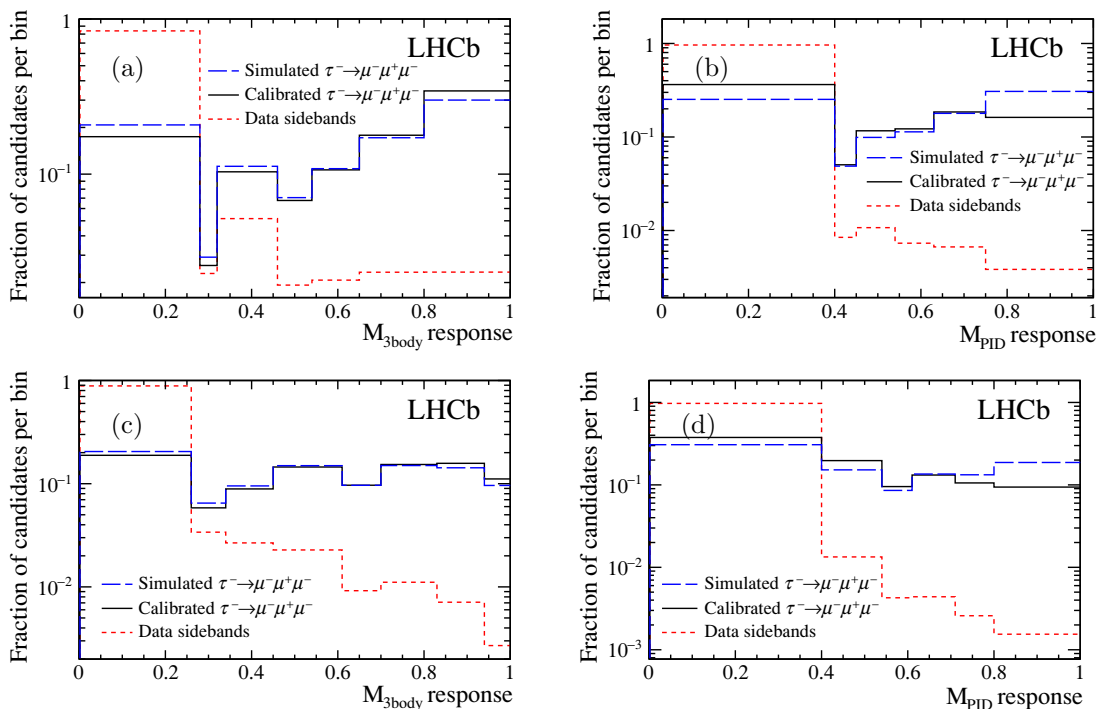 Fraction of candidates per bin
1
10⁻¹
(a)
LHCb
Simulated τ⁻→μ⁻μ⁺μ⁻
Calibrated τ⁻→μ⁻μ⁺μ⁻
Data sidebands
0 0.2 0.4 0.6 0.8 1
M3body response
Fraction of candidates per bin
1
10⁻¹
10⁻²
(b)
LHCb
Simulated τ⁻→μ⁻μ⁺μ⁻
Calibrated τ⁻→μ⁻μ⁺μ⁻
Data sidebands
0 0.2 0.4 0.6 0.8 1
MPID response
Fraction of candidates per bin
1
10⁻¹
10⁻²
(c)
LHCb
Simulated τ⁻→μ⁻μ⁺μ⁻
Calibrated τ⁻→μ⁻μ⁺μ⁻
Data sidebands
0 0.2 0.4 0.6 0.8 1
M3body response
Fraction of candidates per bin
1
10⁻¹
10⁻²
10⁻³
(d)
LHCb
Simulated τ⁻→μ⁻μ⁺μ⁻
Calibrated τ⁻→μ⁻μ⁺μ⁻
Data sidebands
0 0.2 0.4 0.6 0.8 1
MPID response